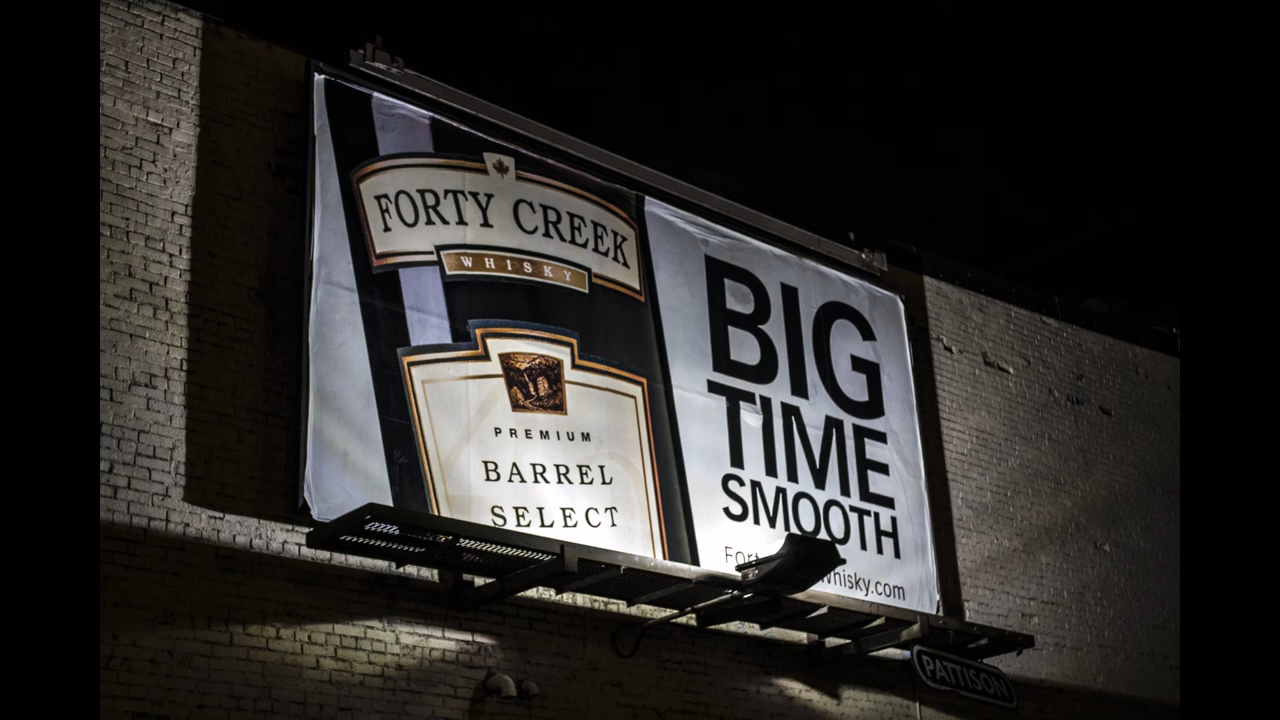 FORTY CREEK
WHISKY
PREMIUM
BARREL
SELECT
BIG
TIME
SMOOTH
whisky.com
PATTISON